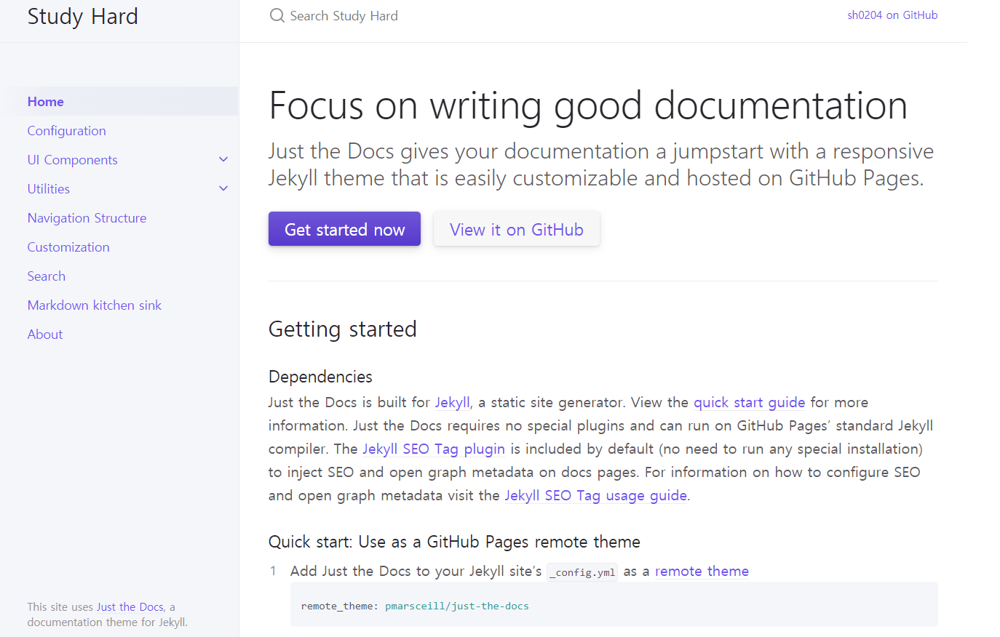 Study Hard
Search Study Hard
sh0204 on GitHub
Home
Configuration
UI Components
Utilities
Navigation Structure
Customization
Search
Markdown kitchen sink
About
This site uses Just the Docs, a
documentation theme for Jekyll.
Focus on writing good documentation
Just the Docs gives your documentation a jumpstart with a responsive
Jekyll theme that is easily customizable and hosted on GitHub Pages.
Get started now
View it on GitHub
Getting started
Dependencies
Just the Docs is built for Jekyll, a static site generator. View the quick start guide for more
information. Just the Docs requires no special plugins and can run on GitHub Pages’ standard Jekyll
compiler. The Jekyll SEO Tag plugin is included by default (no need to run any special installation)
to inject SEO and open graph metadata on docs pages. For information on how to configure SEO
and open graph metadata visit the Jekyll SEO Tag usage guide.
Quick start: Use as a GitHub Pages remote theme
1 Add Just the Docs to your Jekyll site’s _config.yml as a remote theme
remote_theme: pmarsceill/just-the-docs